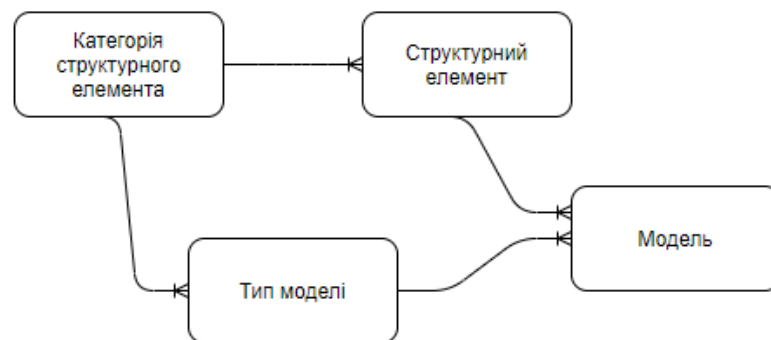 Категорія
структурного
елемента
Структурний
елемент
Модель
Тип моделі